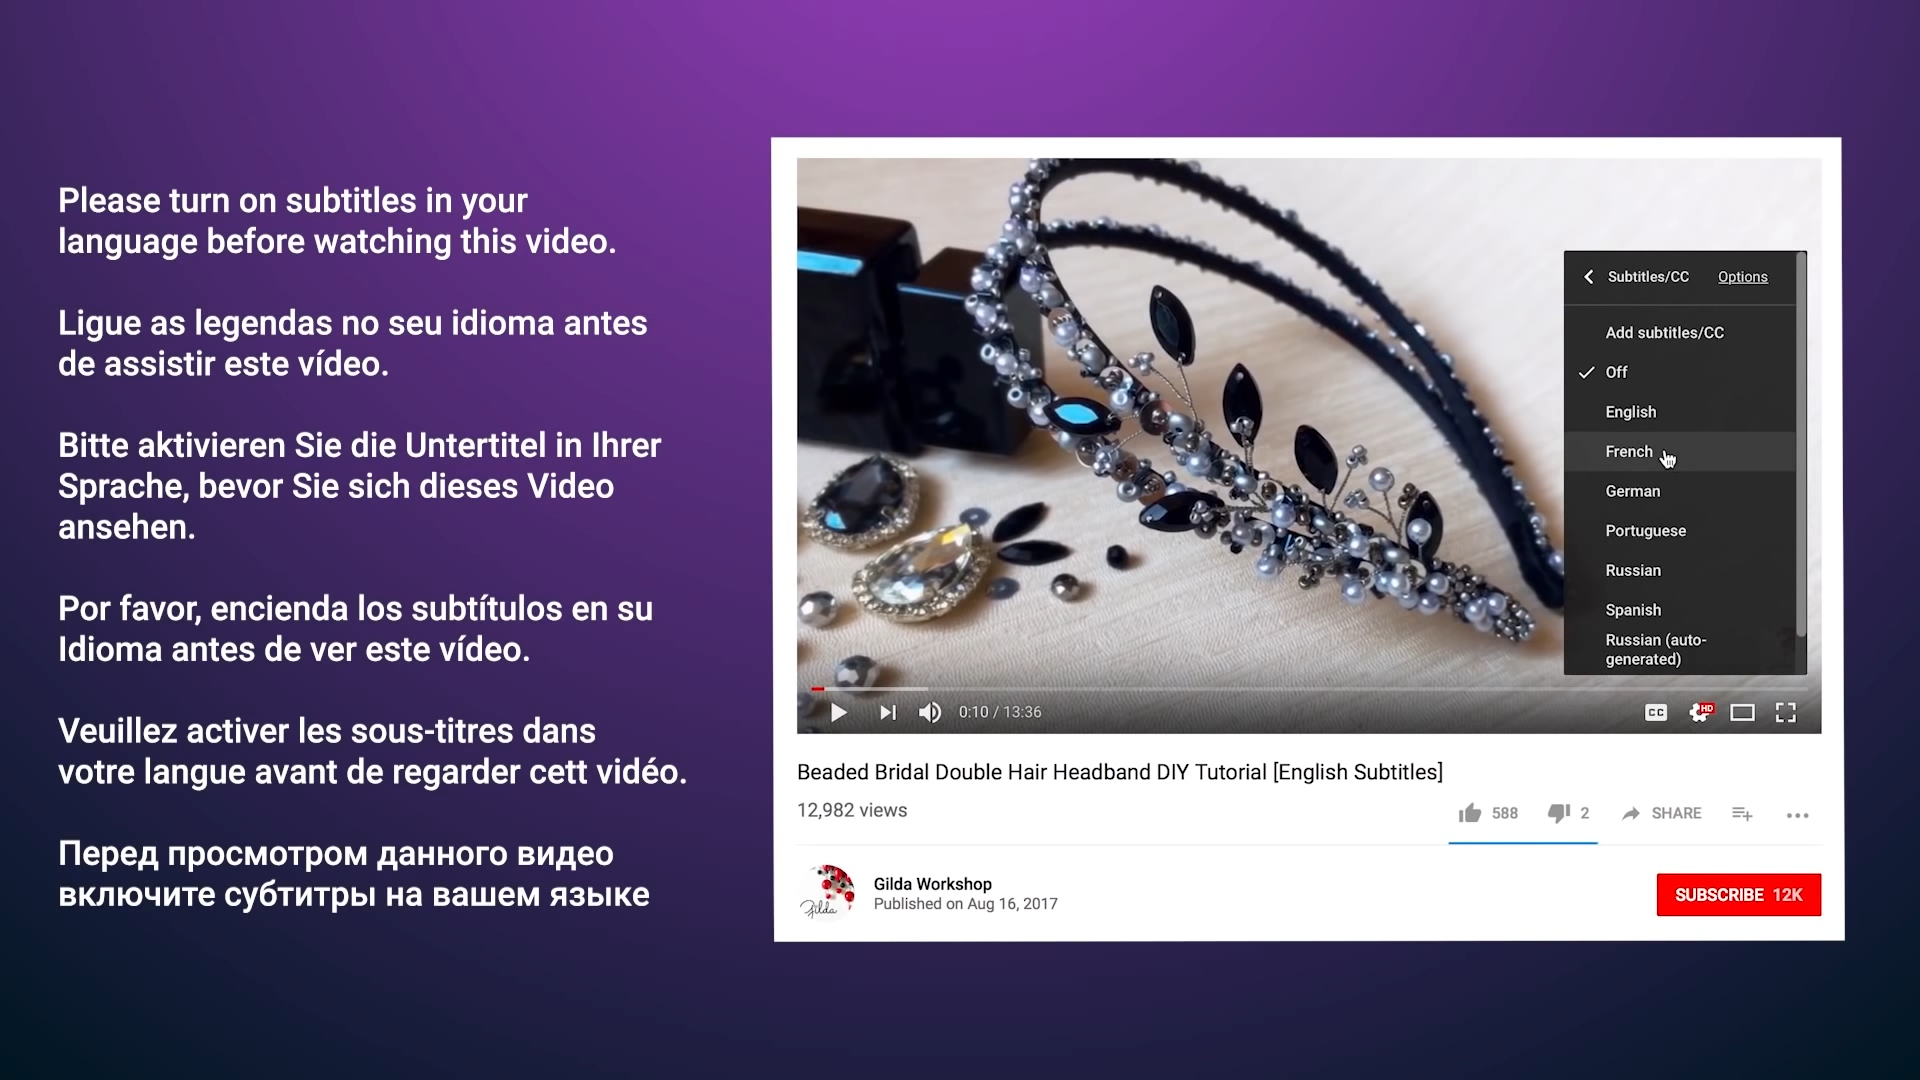 Please turn on subtitles in your
language before watching this video.
Ligue as legendas no seu idioma antes
de assistir este vídeo.
Bitte aktivieren Sie die Untertitel in Ihrer
Sprache, bevor Sie sich dieses Video
ansehen.
Por favor, encienda los subtítulos en su
Idioma antes de ver este vídeo.
Veuillez activer les sous-titres dans
votre langue avant de regarder cett vidéo.
Перед просмотром данного видео
включите субтитры на вашем языке
Subtitles/CC Options
Add subtitles/CC
Off
English
French
German
Portuguese
Russian
Spanish
Russian (auto-
generated)
0:10 / 13:36
CC HD
Beaded Bridal Double Hair Headband DIY Tutorial [English Subtitles]
12,982 views
588 2 SHARE
Gilda
Gilda Workshop
Published on Aug 16, 2017
SUBSCRIBE 12K